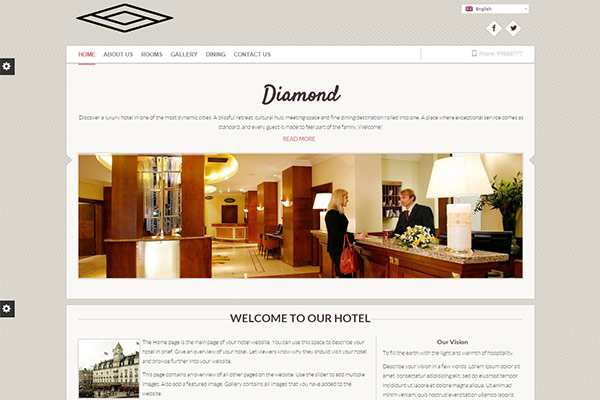 English
HOME ABOUT US ROOMS GALLERY DINING CONTACT US
Phone:
Diamond
Discover a luxury hotel in one of the most dynamic cities. A blissful retreat, cultural hub, meeting space and fine dining destination rolled into one. A place where exceptional service comes as
standard, and every guest is made to feel part of the family. Welcome!
READ MORE
WELCOME TO OUR HOTEL
The Home page is the main page of your hotel website. You can use this space to describe your
hotel in brief. Give an overview of your hotel. Let viewers know why they should visit your hotel
and browse further into your website.
This page contains an overview of all other pages on the website. Use the slider to add multiple
images. Also add a featured image. Gallery contains all images that you have added to the
website.
Our Vision
To fill the earth with the light and warmth of hospitality.
Describe your vision in a few words. Lorem ipsum dolor sit
amet, consectetur adipisicing elit, sed do eiusmod tempor
incididunt ut labore et dolore magna aliqua. Ut enim ad
minim veniam, quis nostrud exercitation ullamco laboris